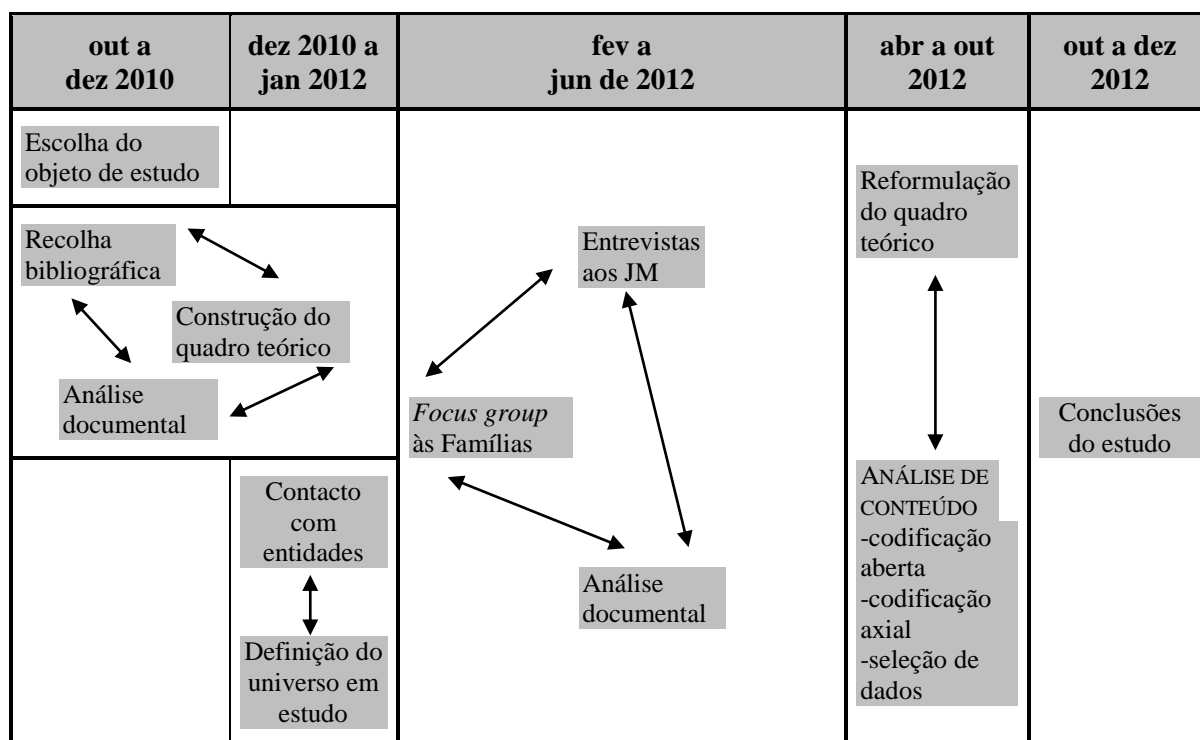 out a
dez 2010
dez 2010 a
jan 2012
fev a
jun de 2012
abr a out
2012
out a dez
2012
Escolha do
objeto de estudo
Recolha
bibliográfica
Construção do
quadro teórico
Análise
documental
Contacto
com
entidades
Definição do
universo em
estudo
Entrevistas
aos JM
Focus group
às Famílias
Análise
documental
Reformulação
do quadro
teórico
ANÁLISE DE
CONTEÚDO
-codificação
aberta
-codificação
axial
-seleção de
dados
Conclusões
do estudo